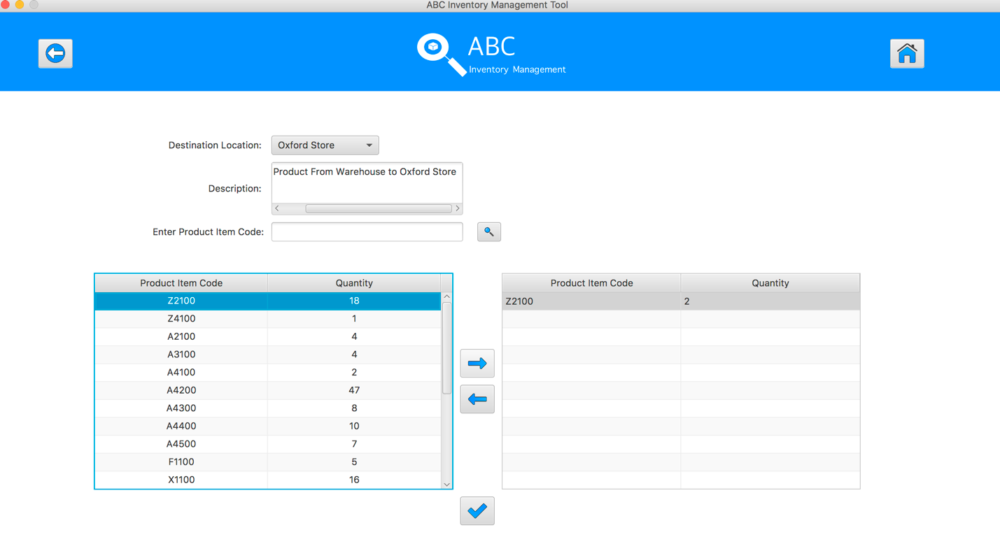 ABC Inventory Management Tool
ABC
Inventory Management
Destination Location: Oxford Store
Description: Product From Warehouse to Oxford Store
Enter Product Item Code:
Product Item Code Quantity Product Item Code Quantity
Z2100 18 Z2100 2
Z4100 1
A2100 4
A3100 4
A4100 2
A4200 47
A4300 8
A4400 10
A4500 7
F1100 5
X1100 16